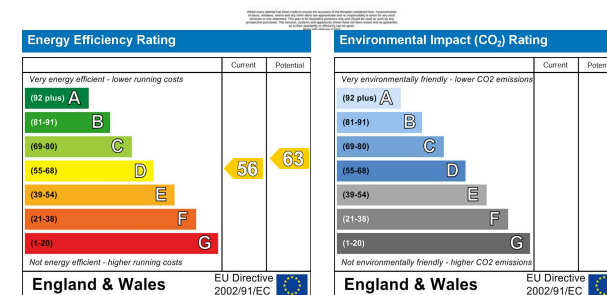 Energy Efficiency Rating
Current Potential
Very energy efficient - lower running costs
(92 plus) A
(81-91) B
(69-80) C
(55-68) D
(39-54) E
(21-38) F
(1-20) G
56
63
Not energy efficient - higher running costs
England & Wales
EU Directive
2002/91/EC
Environmental Impact (CO2) Rating
Current Poten
Very environmentally friendly - lower CO2 emissions
(92 plus) A
(81-91) B
(69-80) C
(55-68) D
(39-54) E
(21-38) F
(1-20) G
Not environmentally friendly - higher CO2 emissions
England & Wales
EU Directive
2002/91/EC